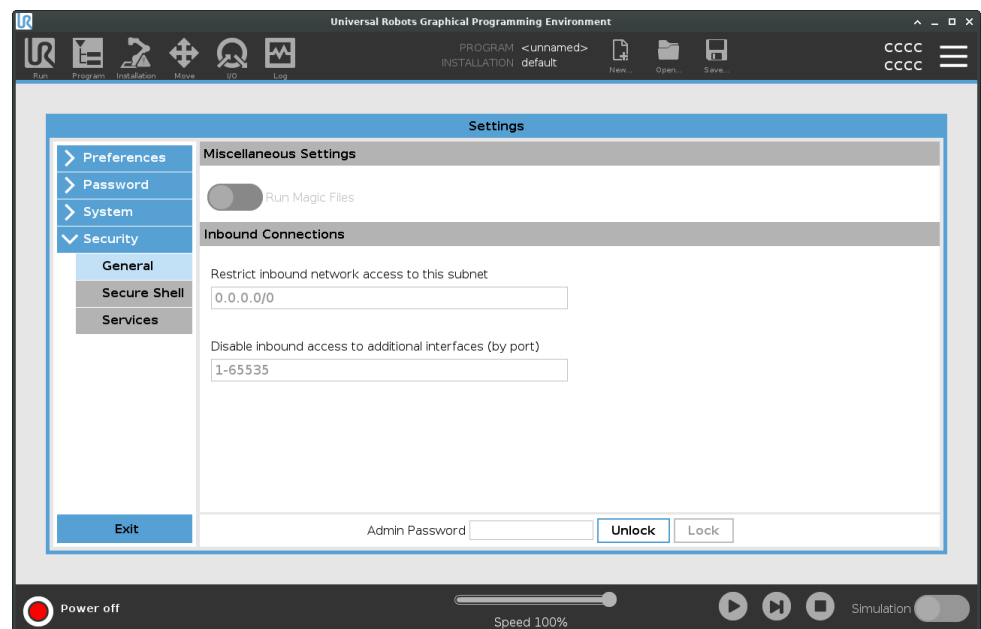 Universal Robots Graphical Programming Environment
UR
Run
Program
Installation
Move
I/O
Log
PROGRAM <unnamed>
INSTALLATION default
New...
Open...
Save...
CCCC
CCCC
Settings
Preferences
Password
System
Security
General
Secure Shell
Services
Exit
Miscellaneous Settings
Run Magic Files
Inbound Connections
Restrict inbound network access to this subnet
0.0.0.0/0
Disable inbound access to additional interfaces (by port)
1-65535
Admin Password
Unlock
Lock
Power off
Speed 100%
Simulation